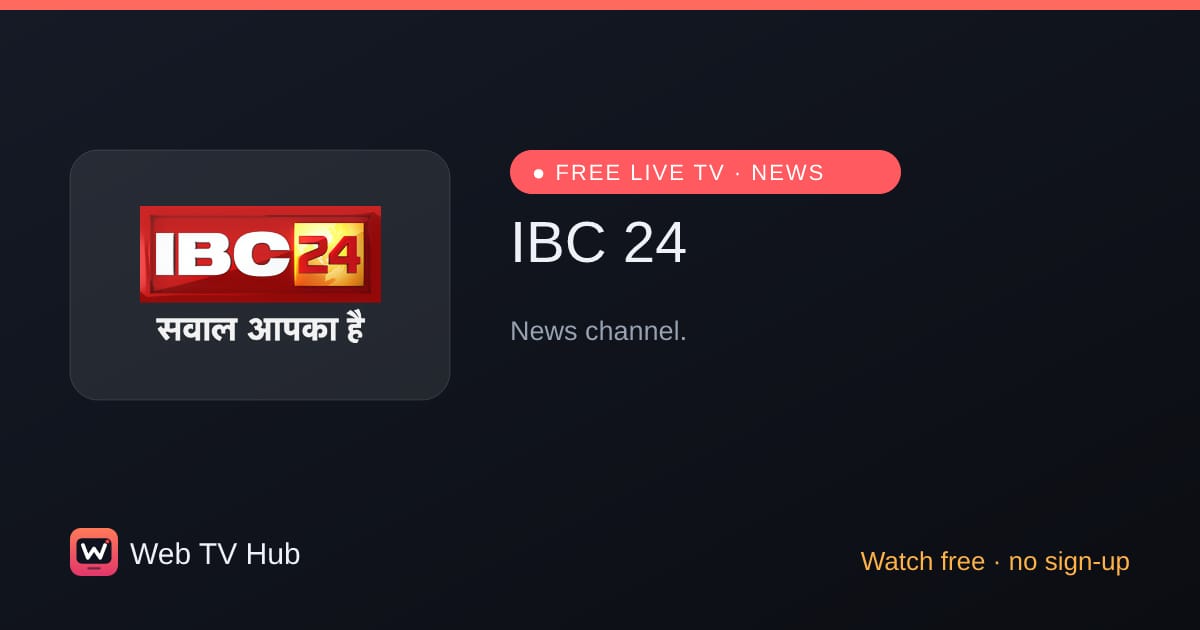 IBC24
सवाल आपका है
● FREE LIVE TV · NEWS
IBC 24
News channel.
W
Web TV Hub
Watch free · no sign-up